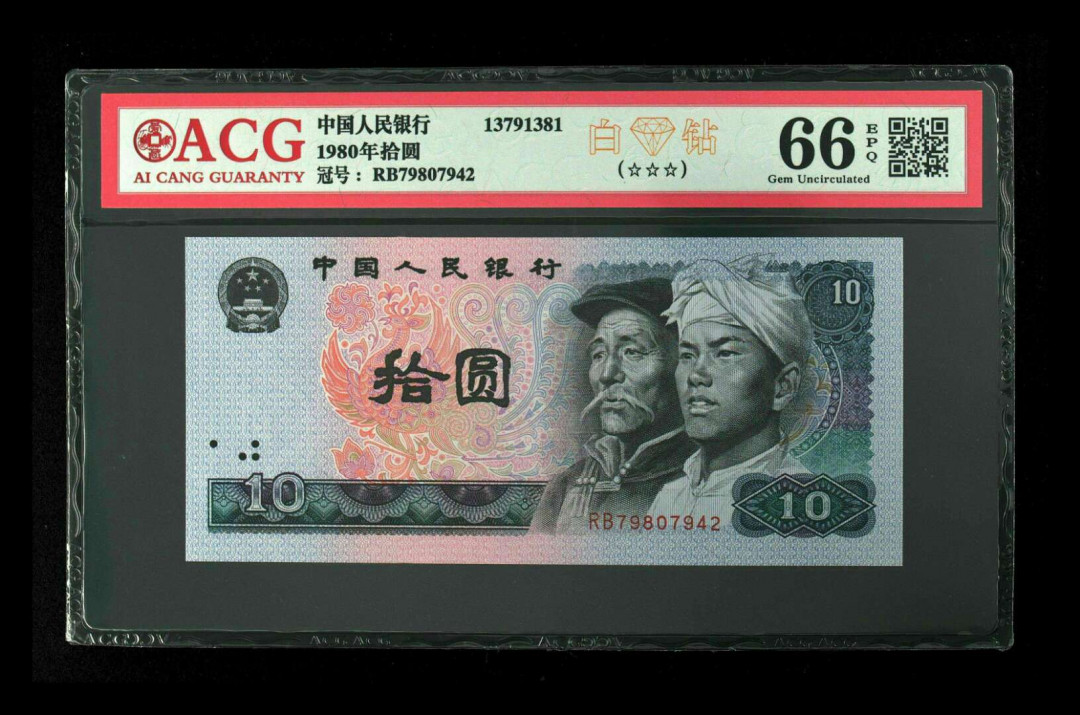 ACG
AI CANG GUARANTY
中国人民银行
13791381
1980年拾圆
冠号：RB79807942
白钻
(☆☆☆)
66
EPQ
Gem Uncirculated
中国人民银行
10
拾圆
10
RB79807942
10